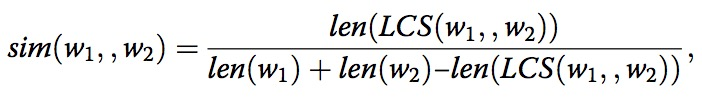 sim(w₁, , w₂) = len(LCS(w₁, , w₂)) / len(w₁) + len(w₂)–len(LCS(w₁, , w₂)) ,